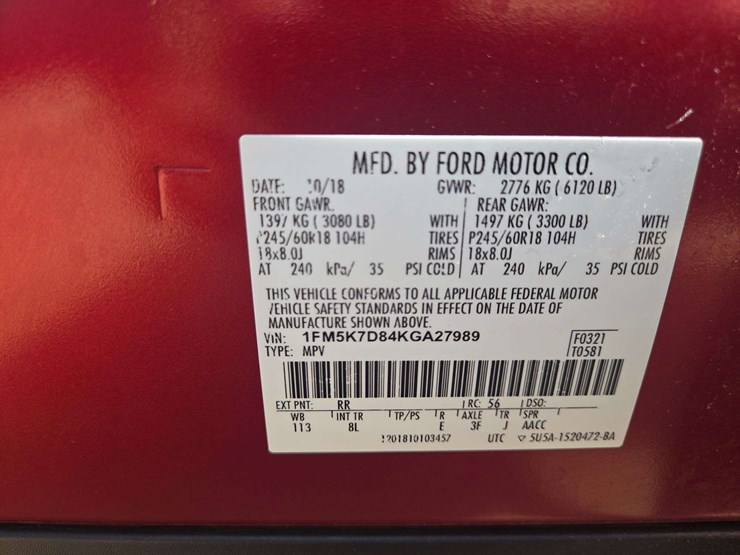 MFD. BY FORD MOTOR CO.
DATE: 10/18 GVWR: 2776 KG ( 6120 LB)
FRONT GAWR. REAR GAWR:
1397 KG ( 3080 LB) WITH 1497 KG ( 3300 LB) WITH
P245/60R18 104H TIRES P245/60R18 104H TIRES
18x8.0J RIMS 18x8.0J RIMS
AT 240 kPa/ 35 PSI COLD AT 240 kPa/ 35 PSI COLD
THIS VEHICLE CONFORMS TO ALL APPLICABLE FEDERAL MOTOR
VEHICLE SAFETY STANDARDS IN EFFECT ON THE DATE OF
MANUFACTURE SHOWN ABOVE.
VIN: 1FM5K7D84KGA27989 F0321
TYPE: MPV T0581
EXT PNT: RR RC: 56 DSO:
WB INT TR TP/PS R AXLE TR SPR
113 8L E 3F J AACC
UTC 5U5A-1520472-BA